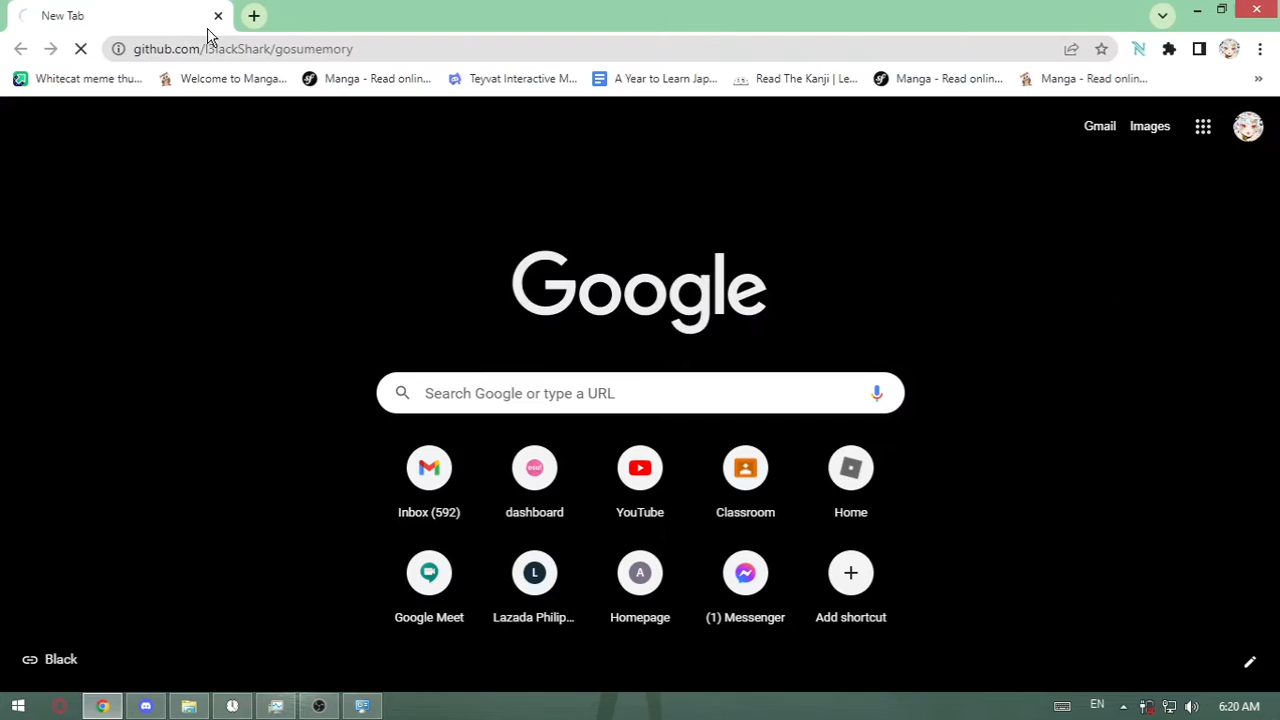 New Tab
github.com/l3lackShark/gosumemory
Whitecat meme thu...
Welcome to Manga...
Manga - Read onlin...
Teyvat Interactive M...
A Year to Learn Jap...
Read The Kanji | Le...
Manga - Read onlin...
Manga - Read onlin...
»
Gmail
Images
Google
Search Google or type a URL
osu!
Inbox (592)
dashboard
YouTube
Classroom
Home
L
A
Google Meet
Lazada Philip...
Homepage
(1) Messenger
Add shortcut
Black
EN
6:20 AM